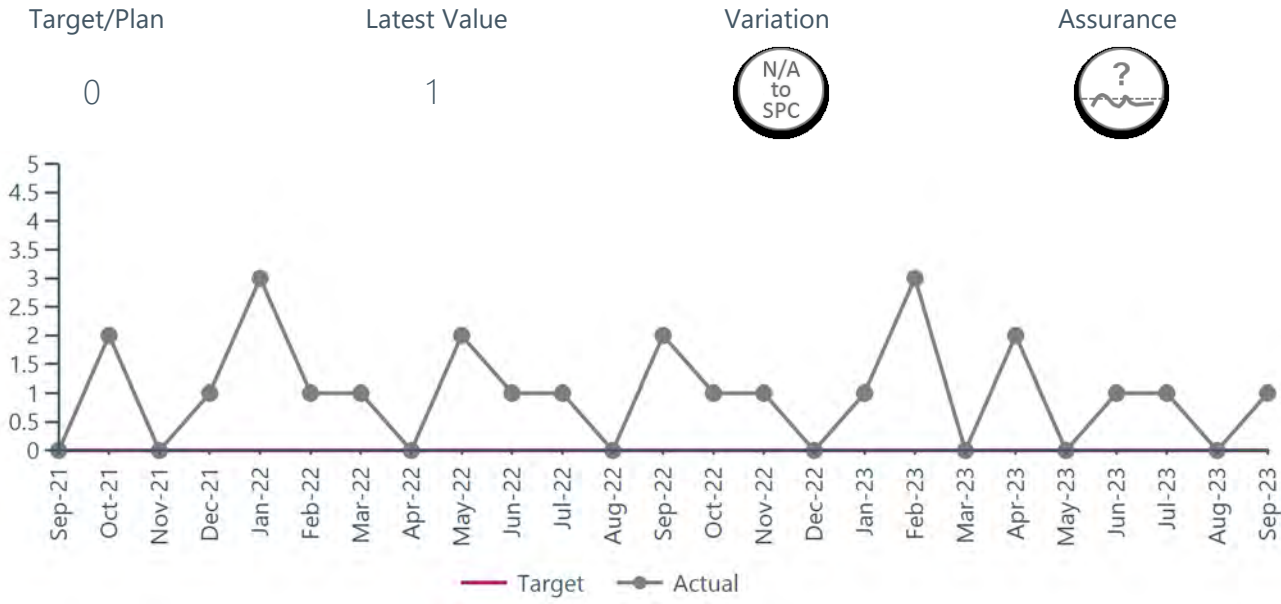 Target/Plan
Latest Value
Variation
Assurance
0
1
N/A
to
SPC
?
5
4.5
4
3.5
3
2.5
2
1.5
1
0.5
0
Sep-21
Oct-21
Nov-21
Dec-21
Jan-22
Feb-22
Mar-22
Apr-22
May-22
Jun-22
Jul-22
Aug-22
Sep-22
Oct-22
Nov-22
Dec-22
Jan-23
Feb-23
Mar-23
Apr-23
May-23
Jun-23
Jul-23
Aug-23
Sep-23
Target
Actual